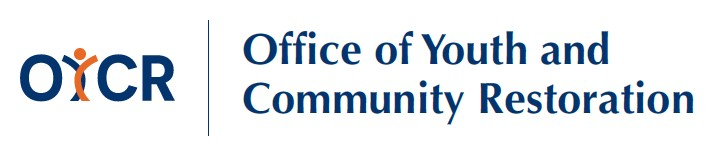 OYCR
Office of Youth and
Community Restoration